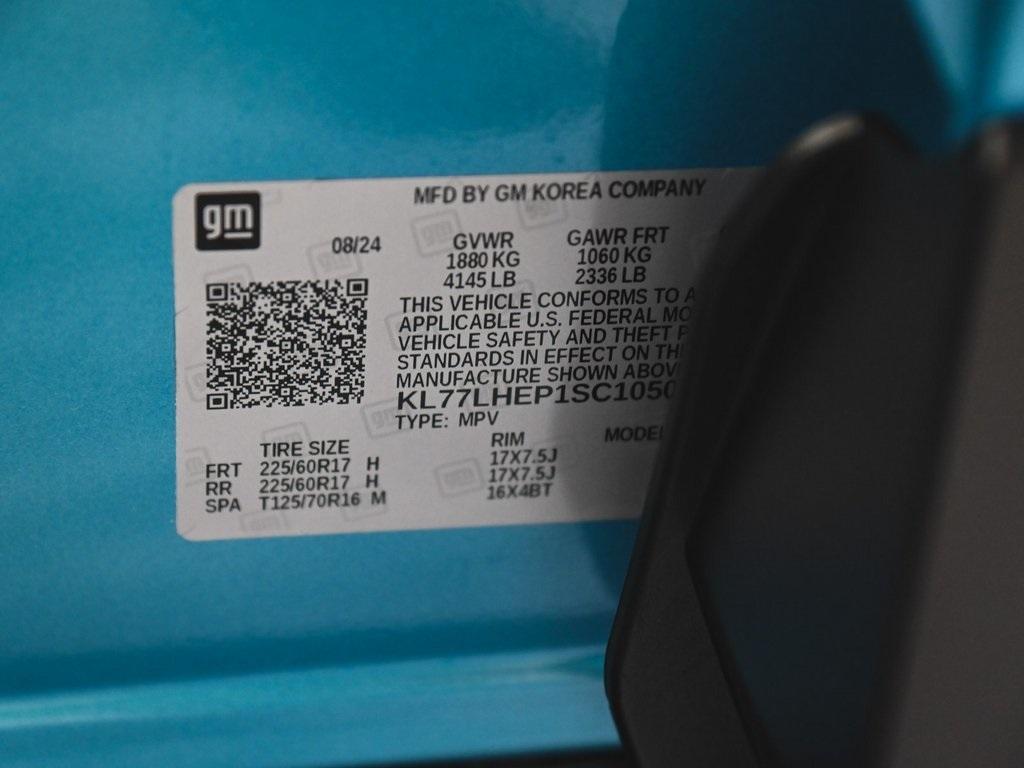 gm
MFD BY GM KOREA COMPANY
08/24 GVWR GAWR FRT
1880 KG 1060 KG
4145 LB 2336 LB
THIS VEHICLE CONFORMS TO A
APPLICABLE U.S. FEDERAL MO
VEHICLE SAFETY AND THEFT P
STANDARDS IN EFFECT ON TH
MANUFACTURE SHOWN ABOV
KL77LHEP1SC1050
TYPE: MPV
TIRE SIZE RIM MODEL
FRT 225/60R17 H 17X7.5J
RR 225/60R17 H 17X7.5J
SPA T125/70R16 M 16X4BT